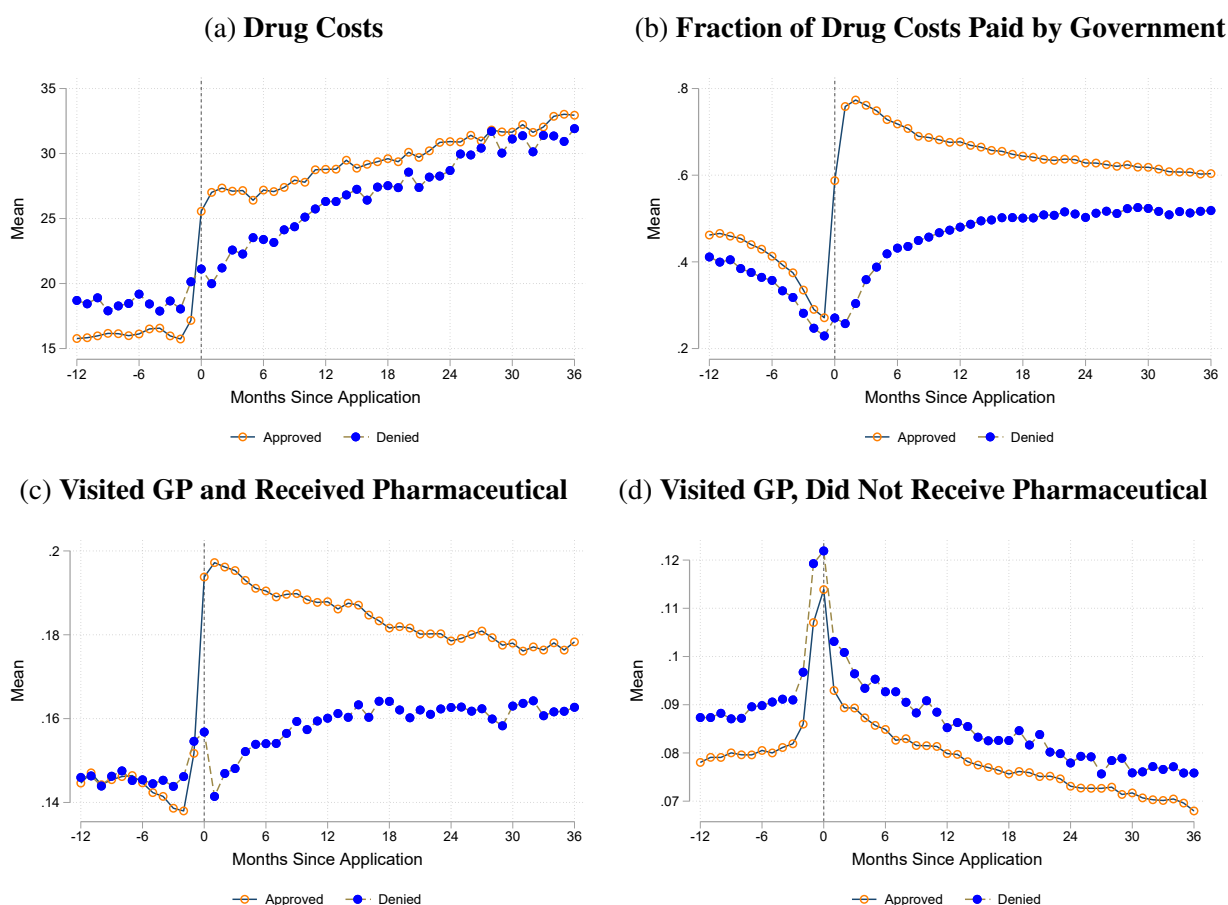 (a) Drug Costs
35
30
25
20
15
Mean
-12 -6 0 6 12 18 24 30 36
Months Since Application
Approved Denied
(b) Fraction of Drug Costs Paid by Government
.8
.6
.4
.2
Mean
-12 -6 0 6 12 18 24 30 36
Months Since Application
Approved Denied
(c) Visited GP and Received Pharmaceutical
.2
.18
.16
.14
Mean
-12 -6 0 6 12 18 24 30 36
Months Since Application
Approved Denied
(d) Visited GP, Did Not Receive Pharmaceutical
.12
.11
.1
.09
.08
.07
Mean
-12 -6 0 6 12 18 24 30 36
Months Since Application
Approved Denied